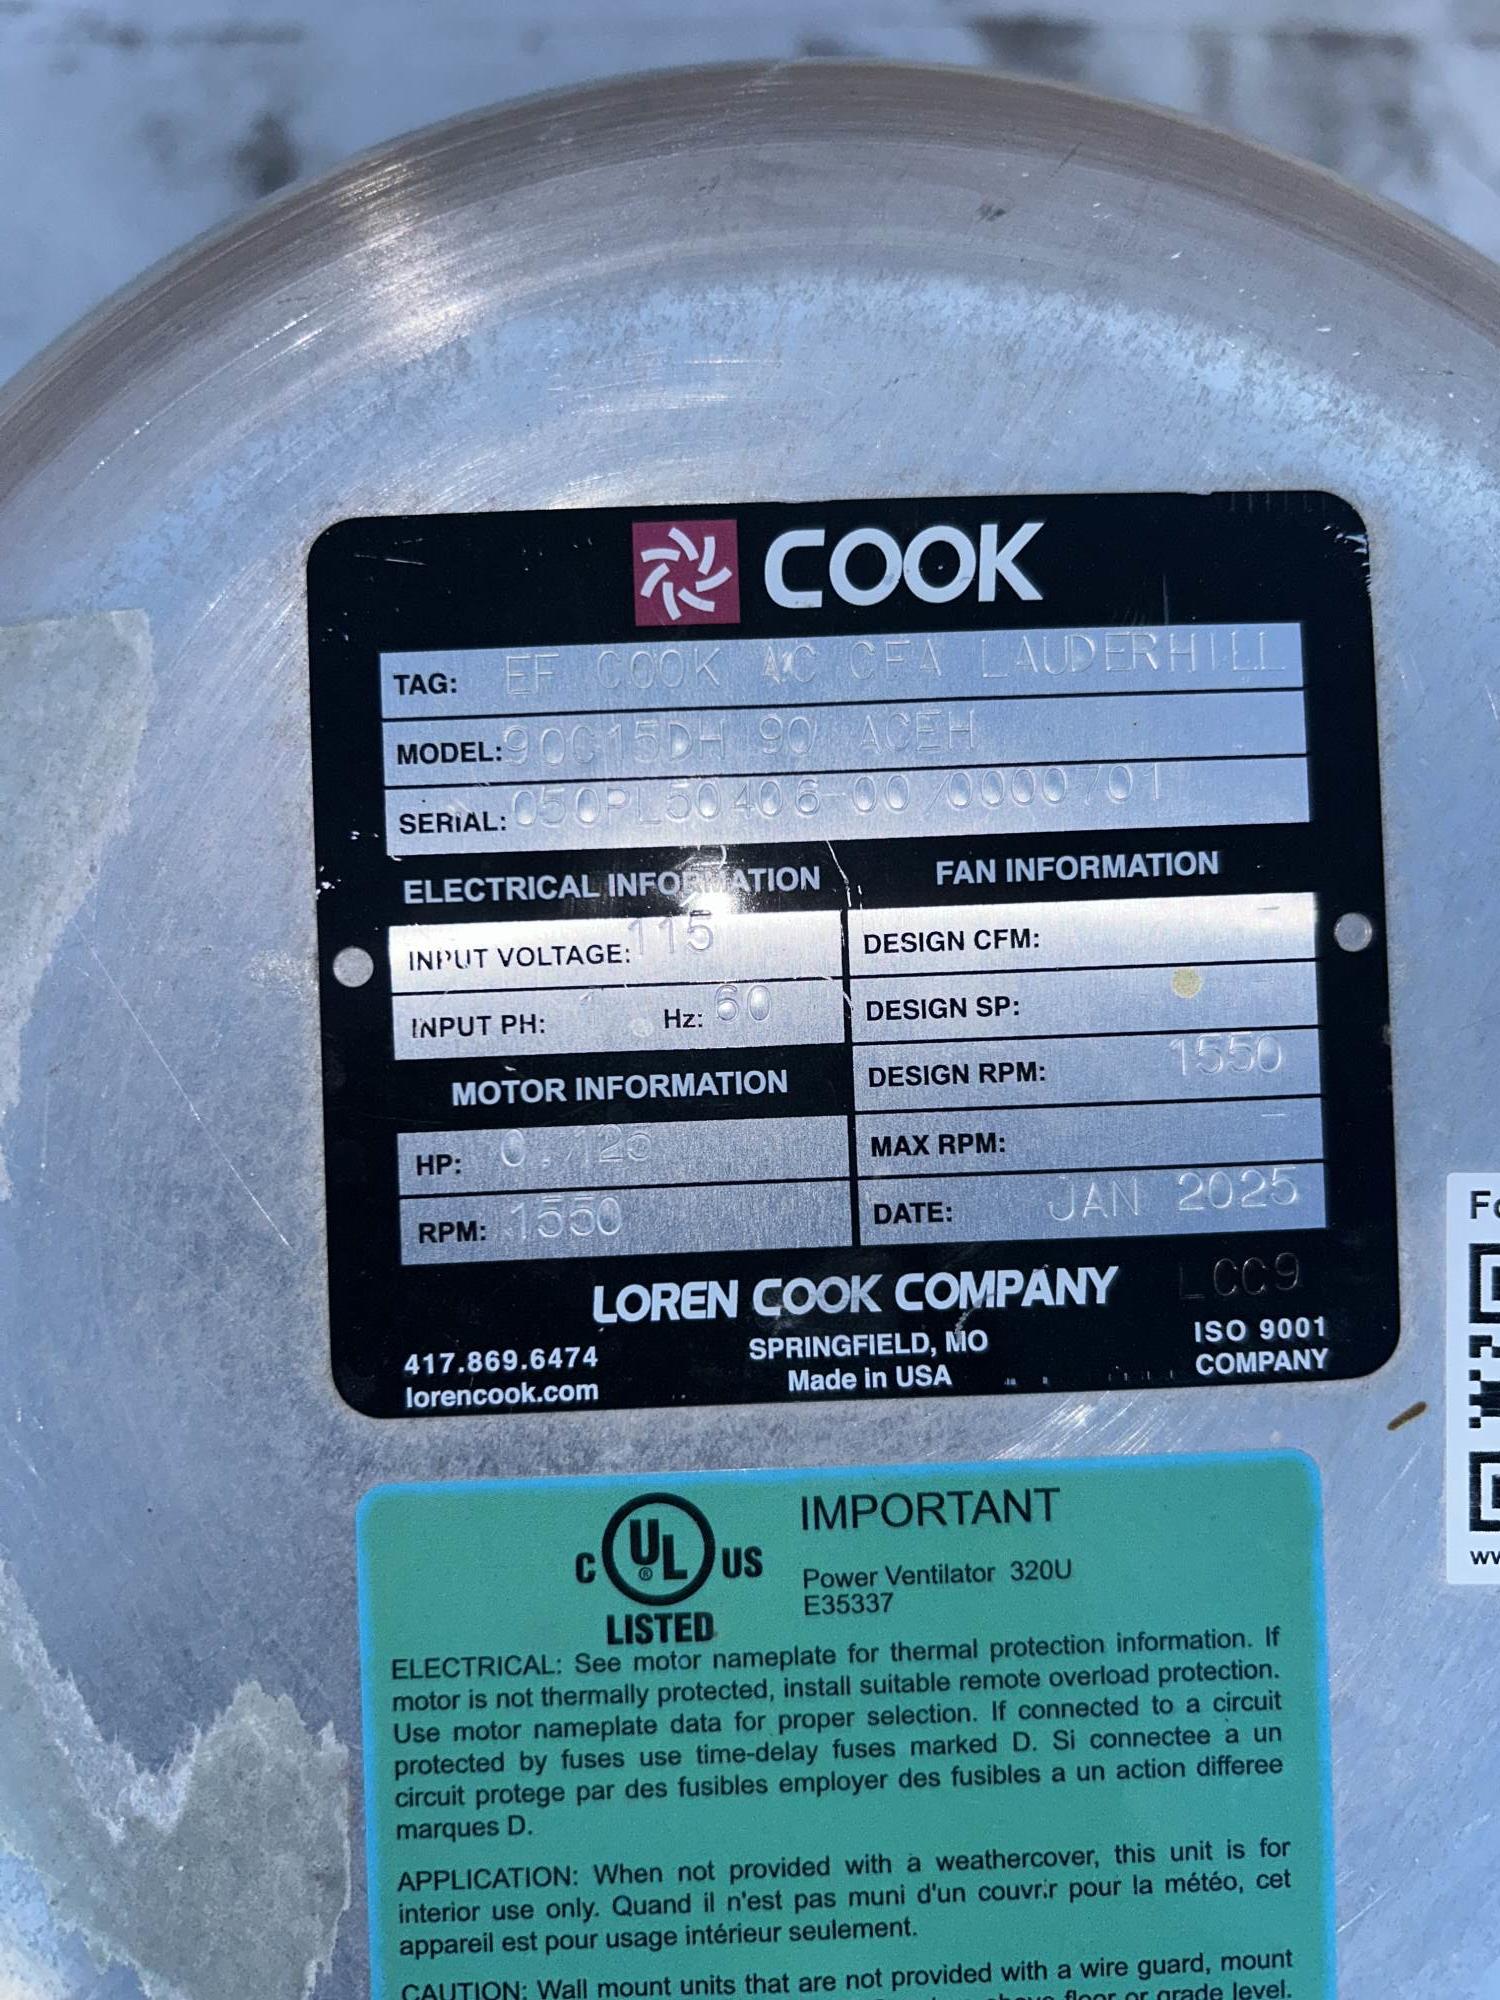 COOK
TAG: EF COOK AC CFA LAUDERHILL
MODEL: 90C15DH 90 ACEH
SERIAL: 050PL50406-00/0000701
ELECTRICAL INFORMATION
INPUT VOLTAGE: 115
INPUT PH: Hz: 60
MOTOR INFORMATION
HP: 0.125
RPM: 1550
FAN INFORMATION
DESIGN CFM: -
DESIGN SP: -
DESIGN RPM: 1550
MAX RPM: -
DATE: JAN 2025
LOREN COOK COMPANY LCC9
417.869.6474
lorencook.com
SPRINGFIELD, MO
Made in USA
ISO 9001
COMPANY
C UL ® US
LISTED
IMPORTANT
Power Ventilator 320U
E35337
ELECTRICAL: See motor nameplate for thermal protection information. If
motor is not thermally protected, install suitable remote overload protection.
Use motor nameplate data for proper selection. If connected to a circuit
protected by fuses use time-delay fuses marked D. Si connectee a un
circuit protege par des fusibles employer des fusibles a un action differee
marques D.
APPLICATION: When not provided with a weathercover, this unit is for
interior use only. Quand il n'est pas muni d'un couvrir pour la météo, cet
appareil est pour usage intérieur seulement.
CAUTION: Wall mount units that are not provided with a wire guard, mount
floor or grade level.